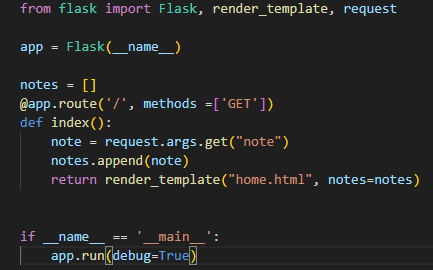 from flask import Flask, render_template, request
app = Flask(__name__)
notes = []
@app.route('/', methods =['GET'])
def index():
    note = request.args.get("note")
    notes.append(note)
    return render_template("home.html", notes=notes)
if __name__ == '__main__':
    app.run(debug=True)